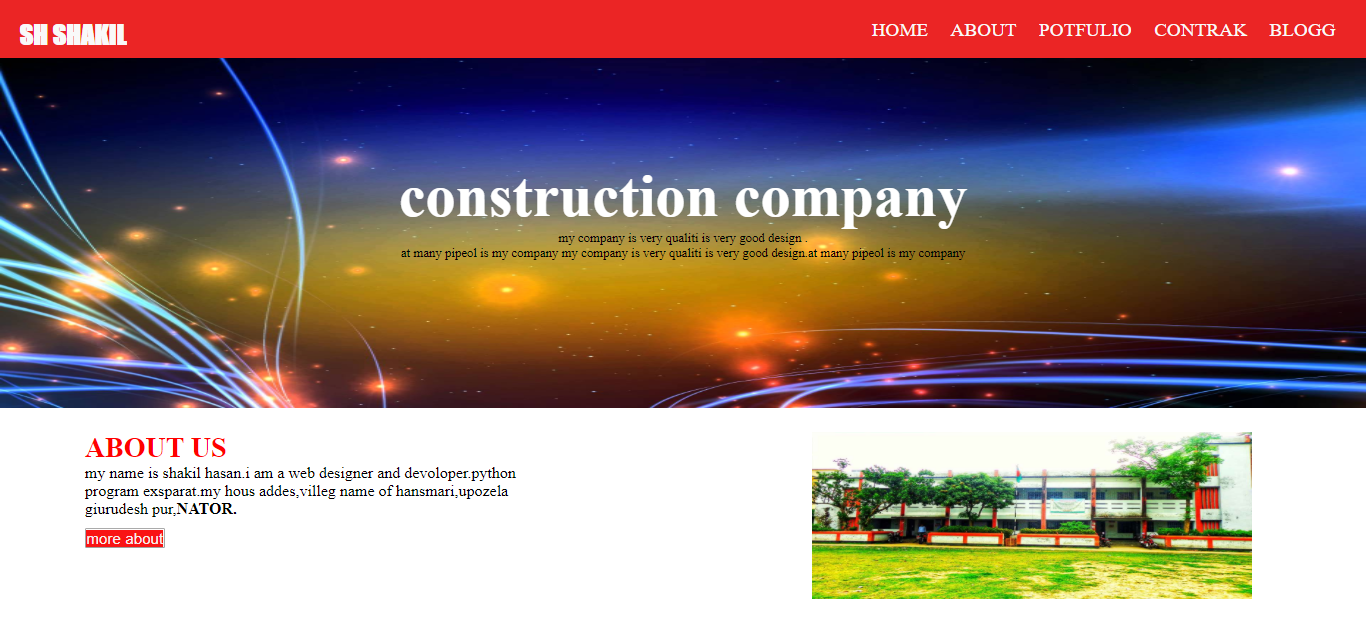 SH SHAKIL
HOME ABOUT POTFULIO CONTRAK BLOGG
construction company
my company is very qualiti is very good design .
at many pipeol is my company my company is very qualiti is very good design.at many pipeol is my company
ABOUT US
my name is shakil hasan.i am a web designer and devoloper.python
program exsparat.my hous addes,villeg name of hansmari,upozela
giurudesh pur,NATOR.
more about